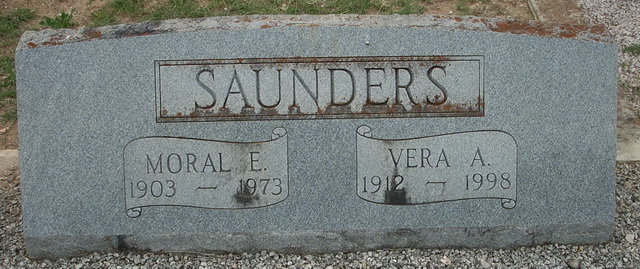 SAUNDERS
MORAL E.
1903 — 1973
VERA A.
1912 — 1998